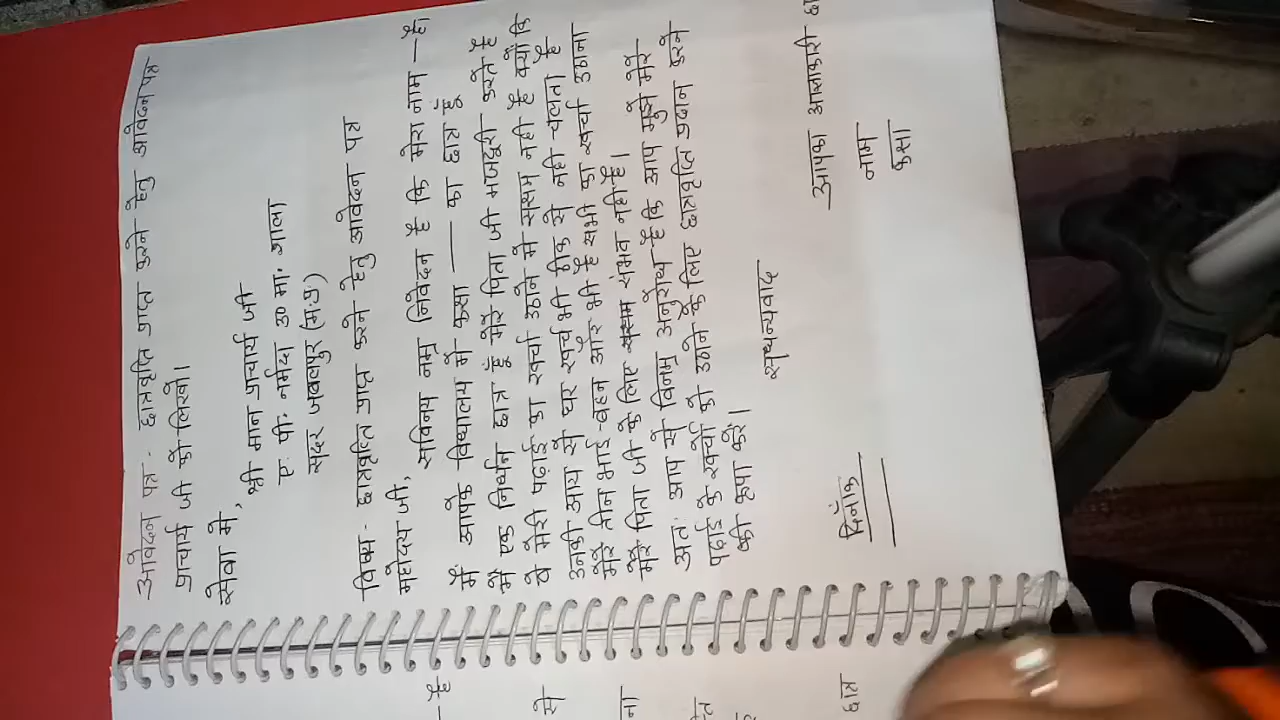 आवेदन पत्र - छात्रवृत्ति प्राप्त करने हेतु आवेदन पत्र
प्राचार्य जी को लिखो।
सेवा मे,
श्री मान प्राचार्य जी
ए. पी. नर्मदा उ० मा. शाला
सदर जबलपुर (म.प्र)
विषय - छात्रवृत्ति प्राप्त करने हेतु आवेदन पत्र
महोदय जी,
सविनय नम्र निवेदन है कि मेरा नाम — है।
मैं आपके विद्यालय मे कक्षा —— का छात्र हूँ
मैं एक निर्धन छात्र हूँ मेरे पिता जी मजदूरी करते है
वे मेरी पढ़ाई का खर्चा उठाने मे सक्षम नही है क्यों कि
उनकी आय से घर खर्च भी ठीक से नही चलता है
मेरे तीन भाई-बहन और भी हैं सभी का खर्चा उठाना
मेरे पिता जी के लिए संभव नही है।
अतः आप से विनम्र अनुरोध है कि आप मुझे मेरे
पढ़ाई के खर्चो को उठाने के लिए छात्रवृत्ति प्रदान करने
की कृपा करें।
सधन्यवाद
दिनाँक
आपका आज्ञाकारी छा
नाम
कक्षा
है
से
ना
छात्र